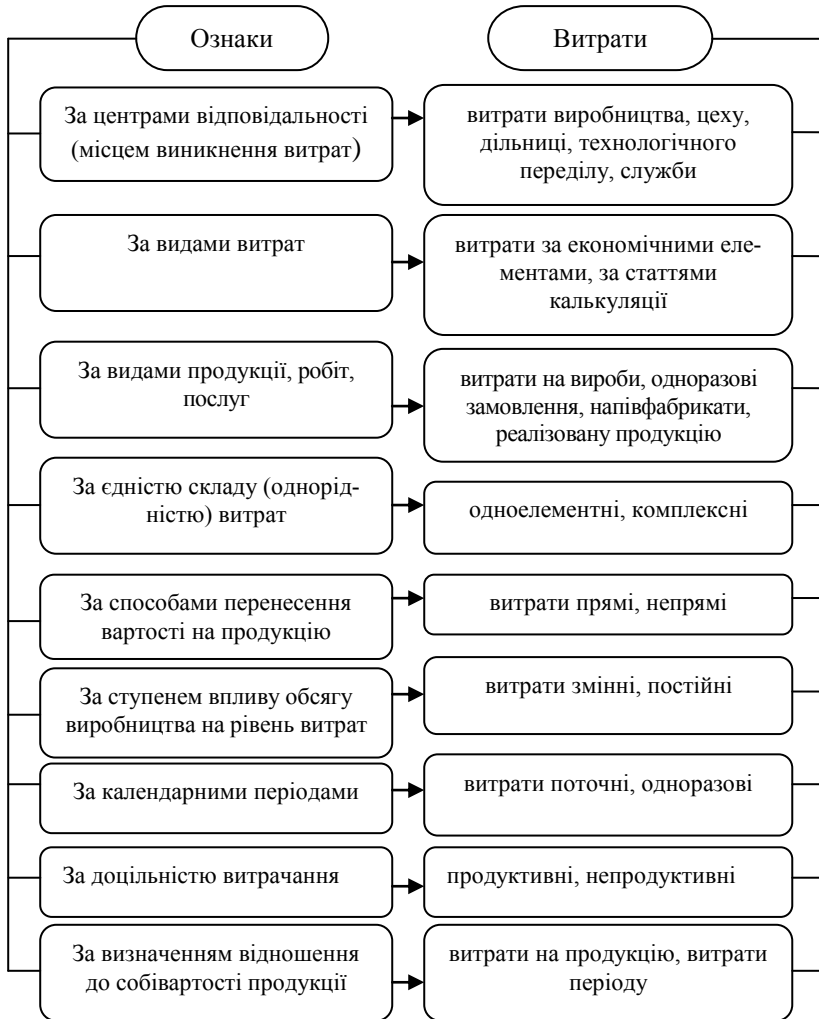 Ознаки
Витрати
За центрами відповідальності
(місцем виникнення витрат)
витрати виробництва, цеху,
дільниці, технологічного
переділу, служби
За видами витрат
витрати за економічними еле-
ментами, за статтями
калькуляції
За видами продукції, робіт,
послуг
витрати на вироби, одноразові
замовлення, напівфабрикати,
реалізовану продукцію
За єдністю складу (однорід-
ністю) витрат
одноелементні, комплексні
За способами перенесення
вартості на продукцію
витрати прямі, непрямі
За ступенем впливу обсягу
виробництва на рівень витрат
витрати змінні, постійні
За календарними періодами
витрати поточні, одноразові
За доцільністю витрачання
продуктивні, непродуктивні
За визначенням відношення
до собівартості продукції
витрати на продукцію, витрати
періоду